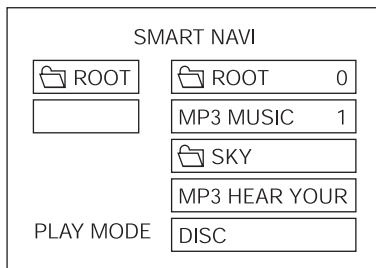 SMART NAVI
ROOT
ROOT 0
MP3 MUSIC 1
SKY
MP3 HEAR YOUR
PLAY MODE DISC